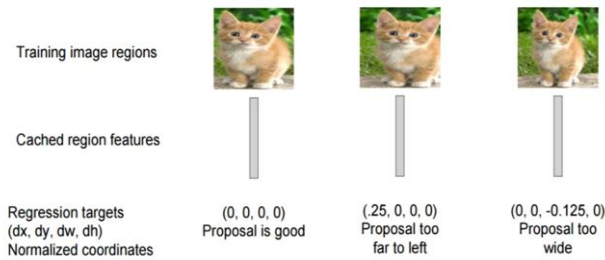 Training image regions
Cached region features
Regression targets
(dx, dy, dw, dh)
Normalized coordinates
(0, 0, 0, 0)
Proposal is good
(.25, 0, 0, 0)
Proposal too
far to left
(0, 0, -0.125, 0)
Proposal too
wide